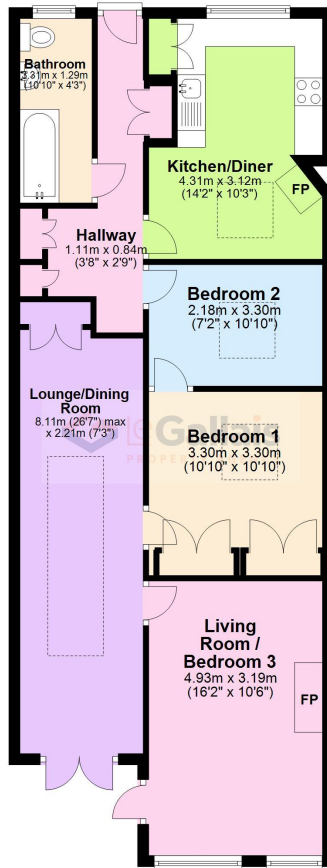 Bathroom
3.31m x 1.29m
(10'10" x 4'3")
Kitchen/Diner
4.31m x 3.12m
(14'2" x 10'3")
FP
Hallway
1.11m x 0.84m
(3'8" x 2'9")
Bedroom 2
2.18m x 3.30m
(7'2" x 10'10")
Lounge/Dining
Room
8.11m (26'7") max
x 2.21m (7'3")
Bedroom 1
3.30m x 3.30m
(10'10" x 10'10")
Living
Room /
Bedroom 3
4.93m x 3.19m
(16'2" x 10'6")
FP